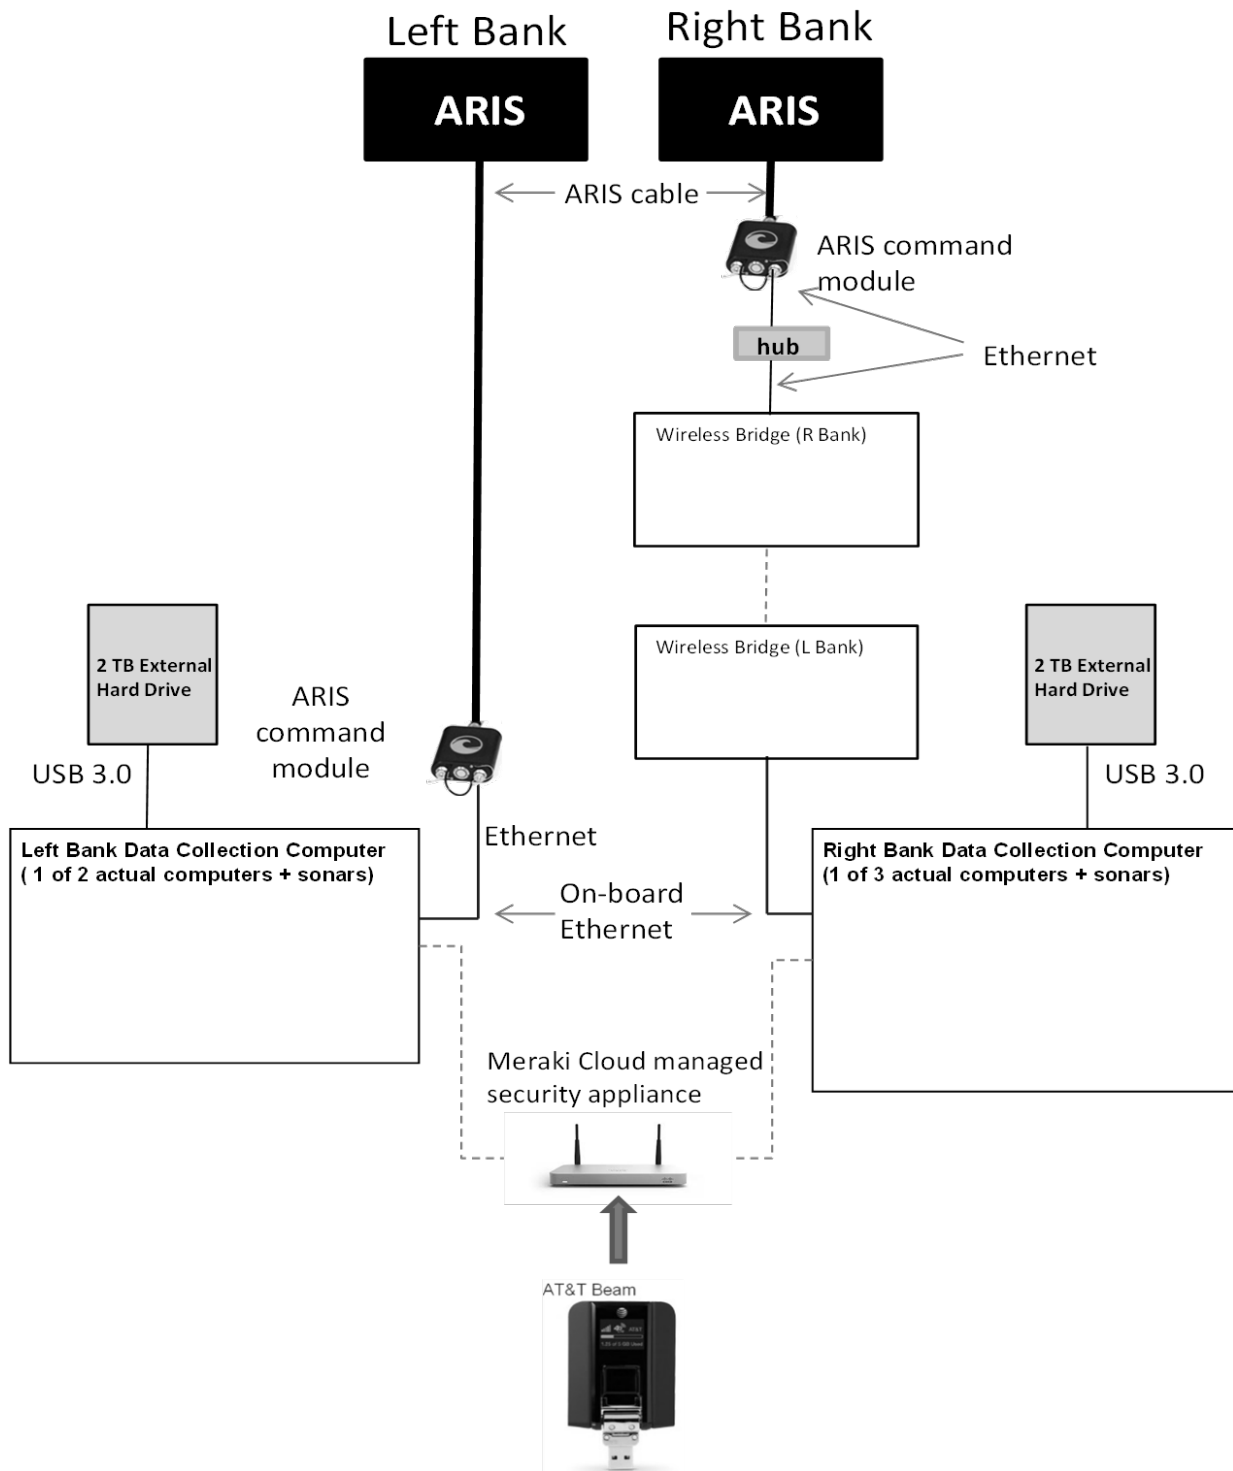 Left Bank
Right Bank
ARIS
ARIS
ARIS cable
ARIS command
module
hub
Ethernet
Wireless Bridge (R Bank)
Wireless Bridge (L Bank)
2 TB External
Hard Drive
2 TB External
Hard Drive
ARIS
command
module
USB 3.0
USB 3.0
Ethernet
Left Bank Data Collection Computer
( 1 of 2 actual computers + sonars)
Right Bank Data Collection Computer
(1 of 3 actual computers + sonars)
On-board
Ethernet
Meraki Cloud managed
security appliance
AT&T Beam
AT&T